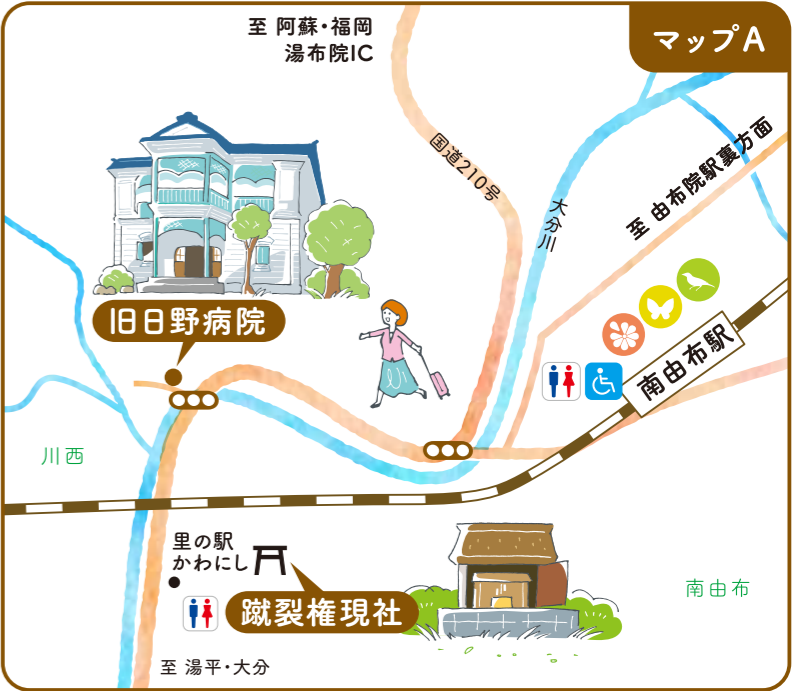 至 阿蘇・福岡
湯布院IC
マップA
国道210号
大分川
至 由布院駅裏方面
旧日野病院
南由布駅
川西
里の駅
かわにし
蹴裂権現社
南由布
至 湯平・大分